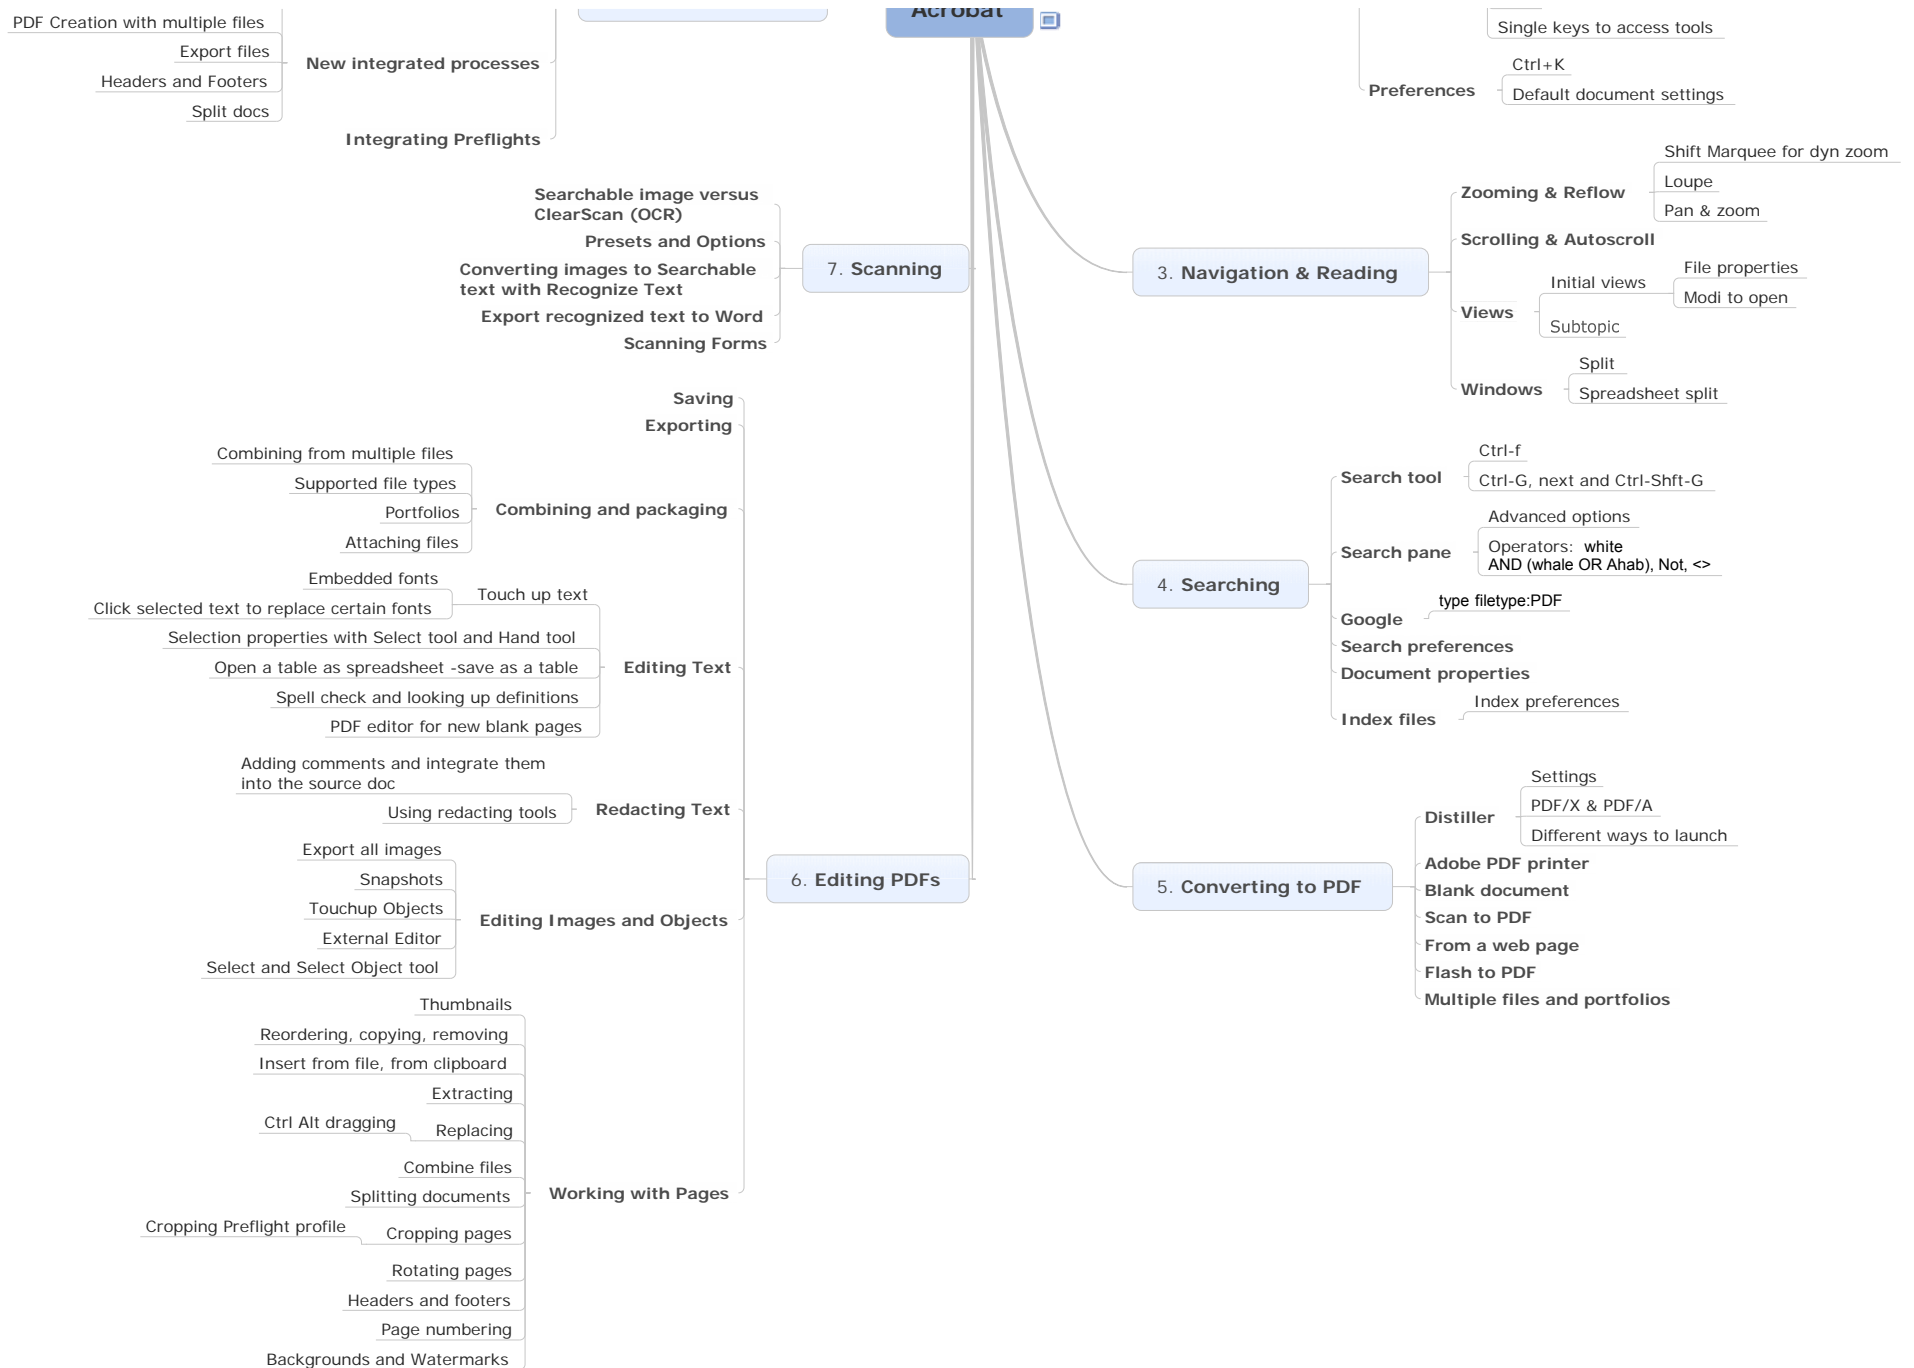 Acrobat
PDF Creation with multiple files
Export files
Headers and Footers
Split docs
New integrated processes
Integrating Preflights
Single keys to access tools
Preferences
Ctrl+K
Default document settings
3. Navigation & Reading
Zooming & Reflow
Shift Marquee for dyn zoom
Loupe
Pan & zoom
Scrolling & Autoscroll
Views
Initial views
File properties
Modi to open
Subtopic
Windows
Split
Spreadsheet split
4. Searching
Search tool
Ctrl-f
Ctrl-G, next and Ctrl-Shft-G
Search pane
Advanced options
Operators: white
AND (whale OR Ahab), Not, <>
Google
type filetype:PDF
Search preferences
Document properties
Index files
Index preferences
5. Converting to PDF
Distiller
Settings
PDF/X & PDF/A
Different ways to launch
Adobe PDF printer
Blank document
Scan to PDF
From a web page
Flash to PDF
Multiple files and portfolios
7. Scanning
Searchable image versus
ClearScan (OCR)
Presets and Options
Converting images to Searchable
text with Recognize Text
Export recognized text to Word
Scanning Forms
6. Editing PDFs
Saving
Exporting
Combining and packaging
Combining from multiple files
Supported file types
Portfolios
Attaching files
Editing Text
Touch up text
Embedded fonts
Click selected text to replace certain fonts
Selection properties with Select tool and Hand tool
Open a table as spreadsheet -save as a table
Spell check and looking up definitions
PDF editor for new blank pages
Redacting Text
Adding comments and integrate them
into the source doc
Using redacting tools
Editing Images and Objects
Export all images
Snapshots
Touchup Objects
External Editor
Select and Select Object tool
Working with Pages
Thumbnails
Reordering, copying, removing
Insert from file, from clipboard
Extracting
Replacing
Ctrl Alt dragging
Combine files
Splitting documents
Cropping pages
Cropping Preflight profile
Rotating pages
Headers and footers
Page numbering
Backgrounds and Watermarks